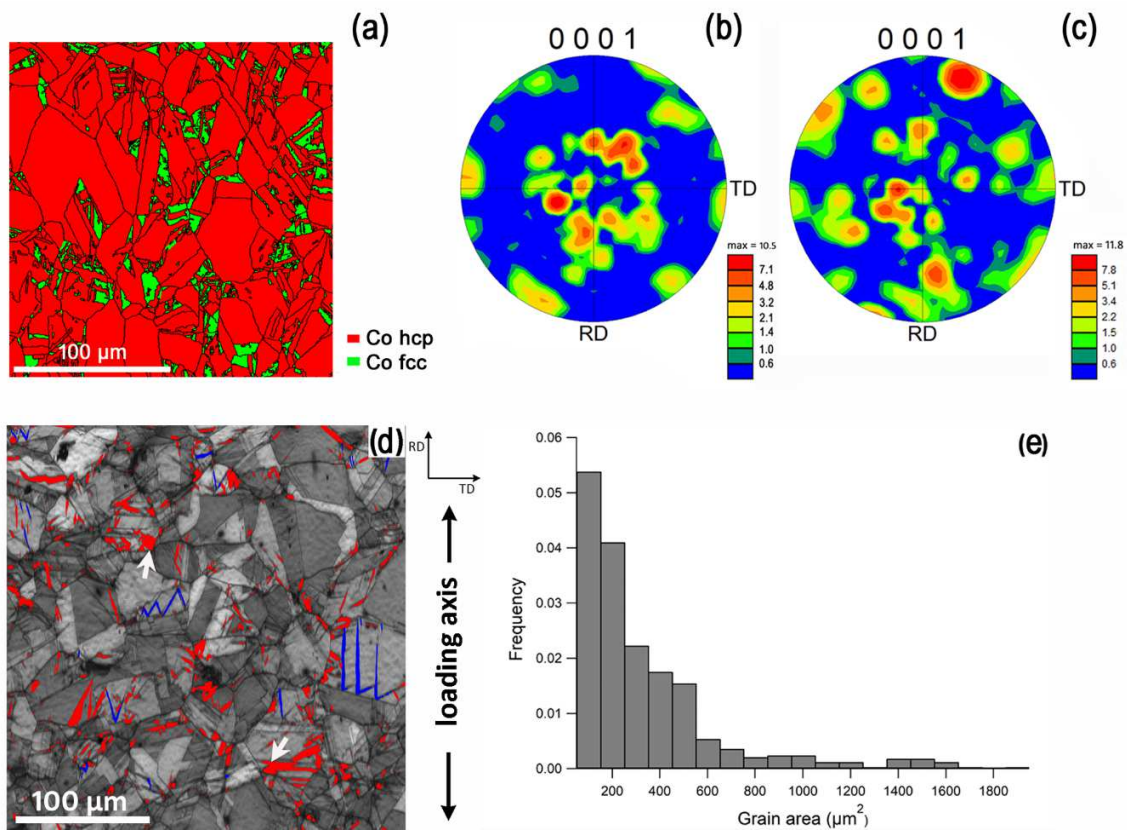 (a)
100 µm
Co hcp
Co fcc
0 0 0 1
(b)
TD
RD
max = 10.5
7.1
4.8
3.2
2.1
1.4
1.0
0.6
0 0 0 1
(c)
TD
RD
max = 11.8
7.8
5.1
3.4
2.2
1.5
1.0
0.6
(d)
100 µm
RD
TD
loading axis
(e)
0.06
0.05
0.04
0.03
0.02
0.01
0.00
Frequency
200 400 600 800 1000 1200 1400 1600 1800
Grain area (µm²)